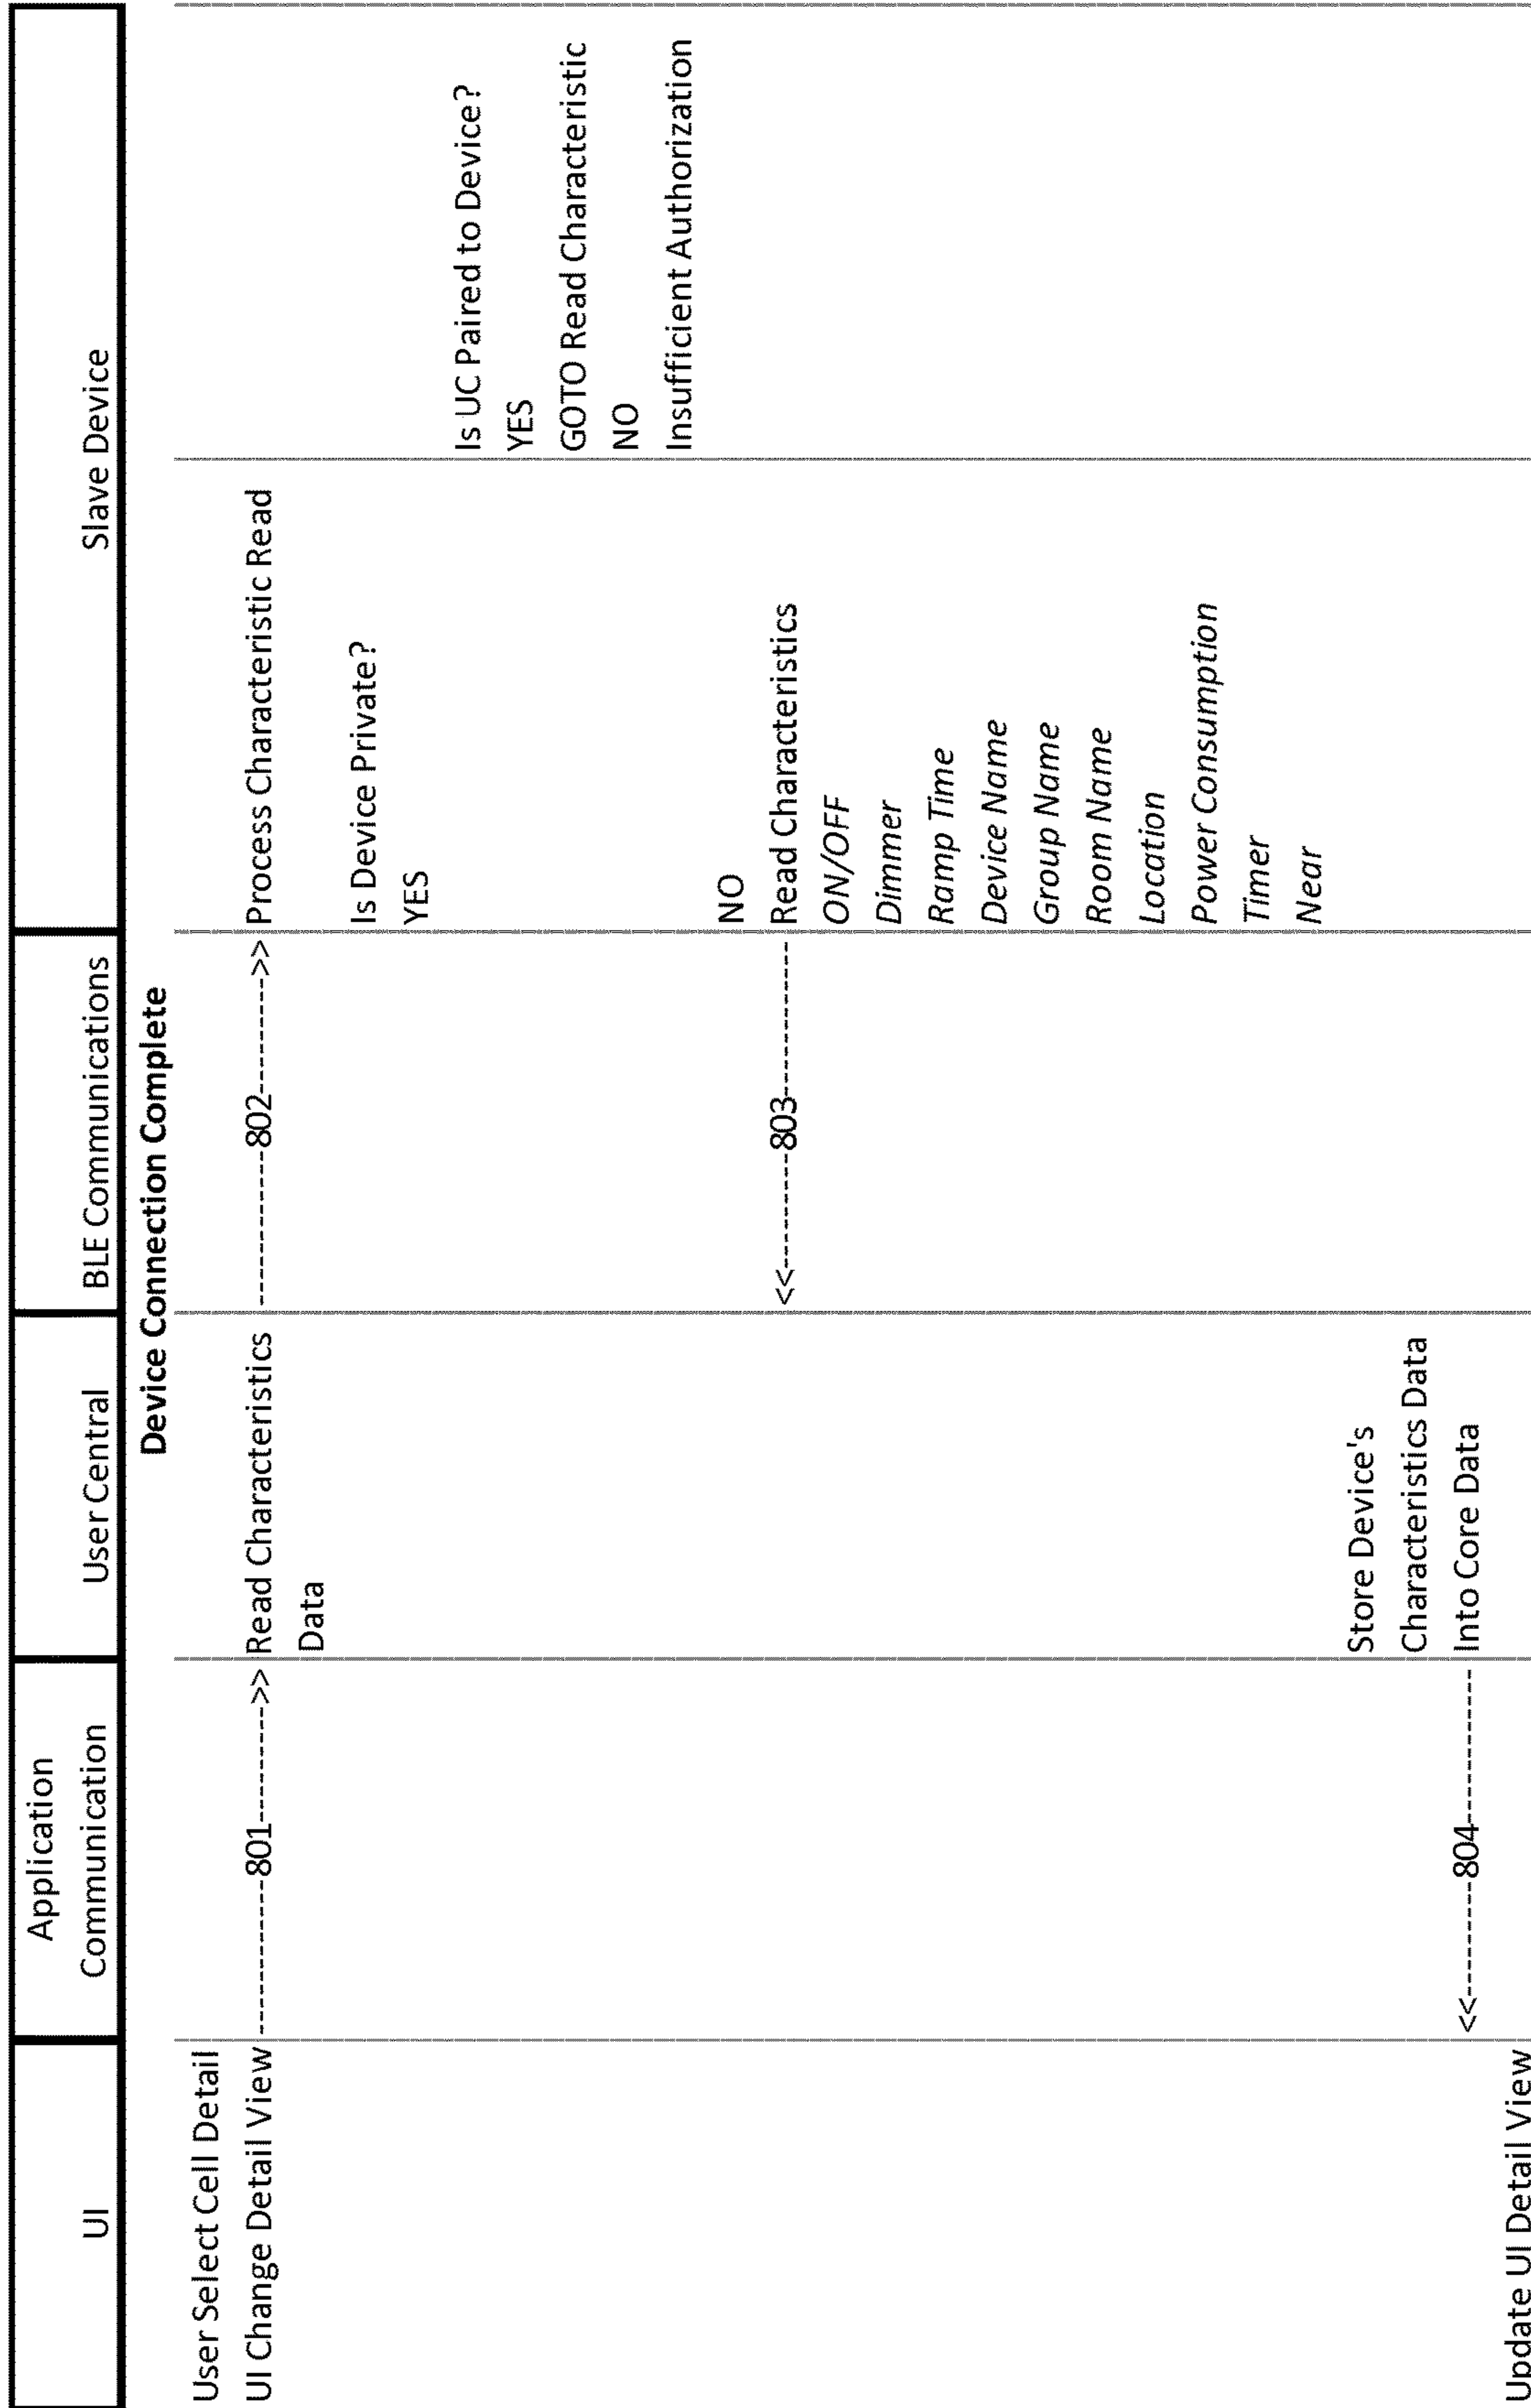 UI
Application
Communication
User Central
BLE Communications
Slave Device
Device Connection Complete
User Select Cell Detail
UI Change Detail View
----------801---------->>
Read Characteristics
Data
----------802---------->>
Process Characteristic Read
Is Device Private?
YES
Is UC Paired to Device?
YES
GOTO Read Characteristic
NO
Insufficient Authorization
NO
<<----------803----------
Read Characteristics
ON/OFF
Dimmer
Ramp Time
Device Name
Group Name
Room Name
Location
Power Consumption
Timer
Near
Store Device's
Characteristics Data
Into Core Data
<<----------804----------
Update UI Detail View